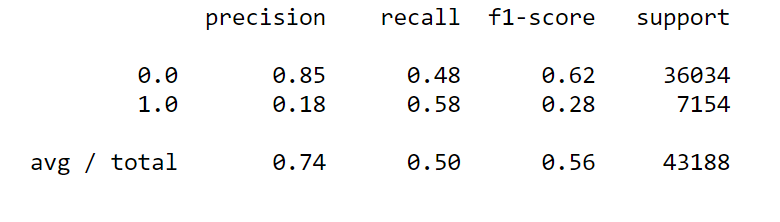 precision recall f1-score support
0.0 0.85 0.48 0.62 36034
1.0 0.18 0.58 0.28 7154
avg / total 0.74 0.50 0.56 43188